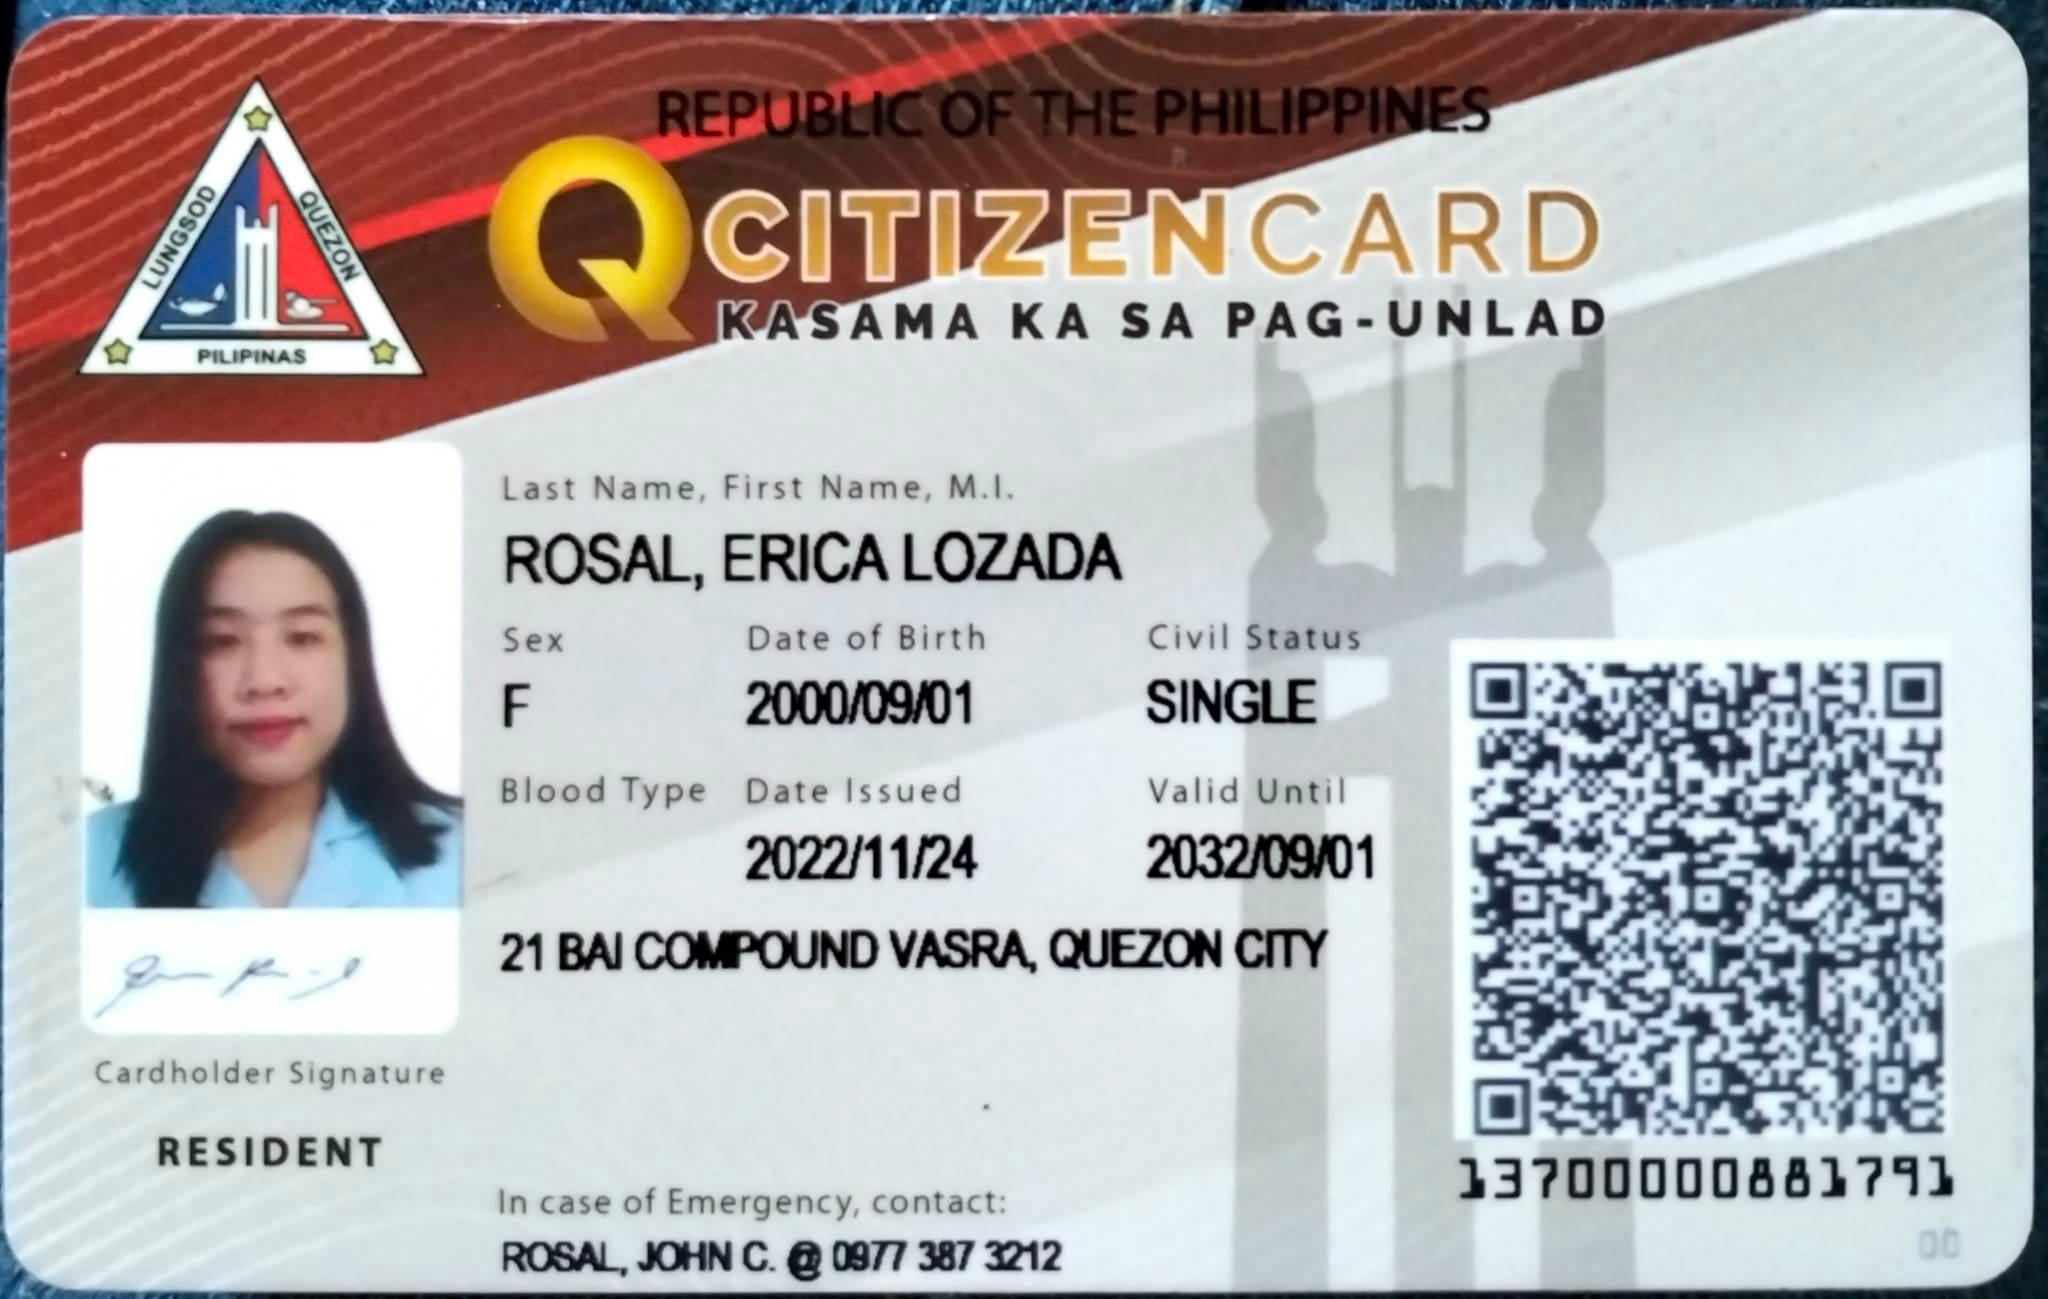 REPUBLIC OF THE PHILIPPINES
QCITIZENCARD
KASAMA KA SA PAG-UNLAD
LUNGSOD QUEZON
PILIPINAS
Last Name, First Name, M.I.
ROSAL, ERICA LOZADA
Sex Date of Birth Civil Status
F 2000/09/01 SINGLE
Blood Type Date Issued Valid Until
2022/11/24 2032/09/01
21 BAI COMPOUND VASRA, QUEZON CITY
Cardholder Signature
RESIDENT
13700000881791
In case of Emergency, contact:
ROSAL, JOHN C. @ 0977 387 3212
00